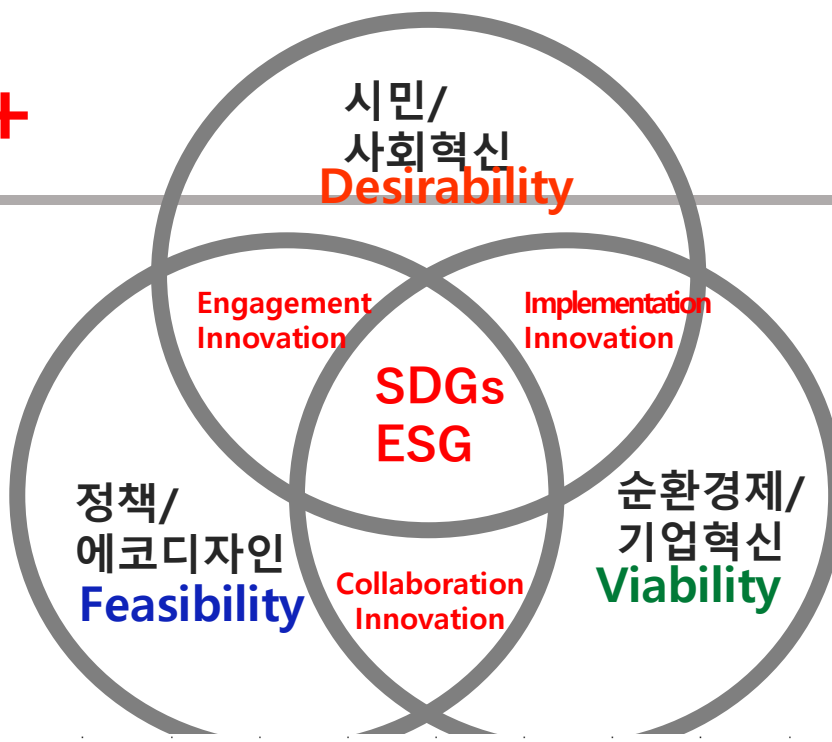 +
시민/
사회혁신
Desirability
Engagement
Innovation
Implementation
Innovation
SDGs
ESG
정책/
에코디자인
Feasibility
순환경제/
기업혁신
Viability
Collaboration
Innovation